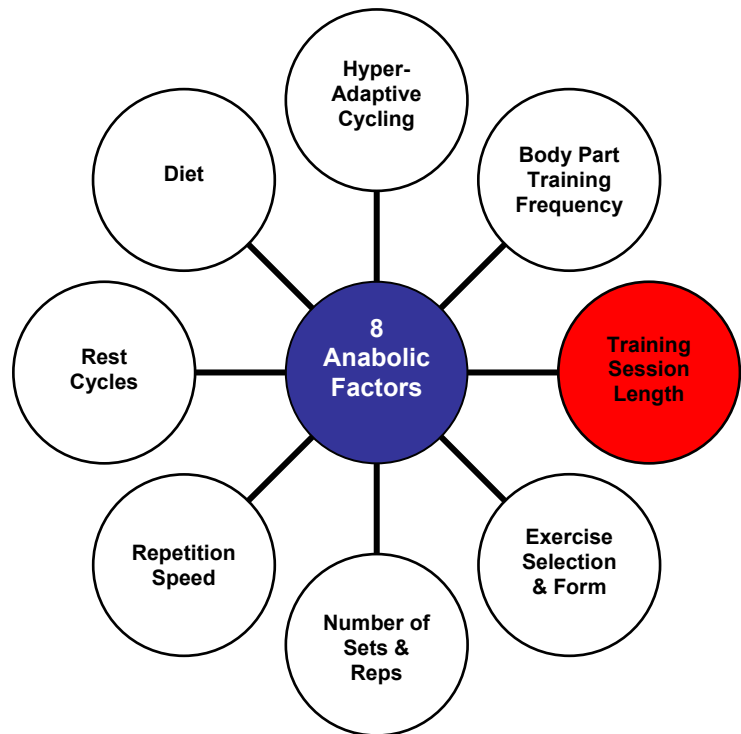 Hyper-
Adaptive
Cycling
Body Part
Training
Frequency
Training
Session
Length
Exercise
Selection
& Form
Number of
Sets &
Reps
Repetition
Speed
Rest
Cycles
Diet
8
Anabolic
Factors